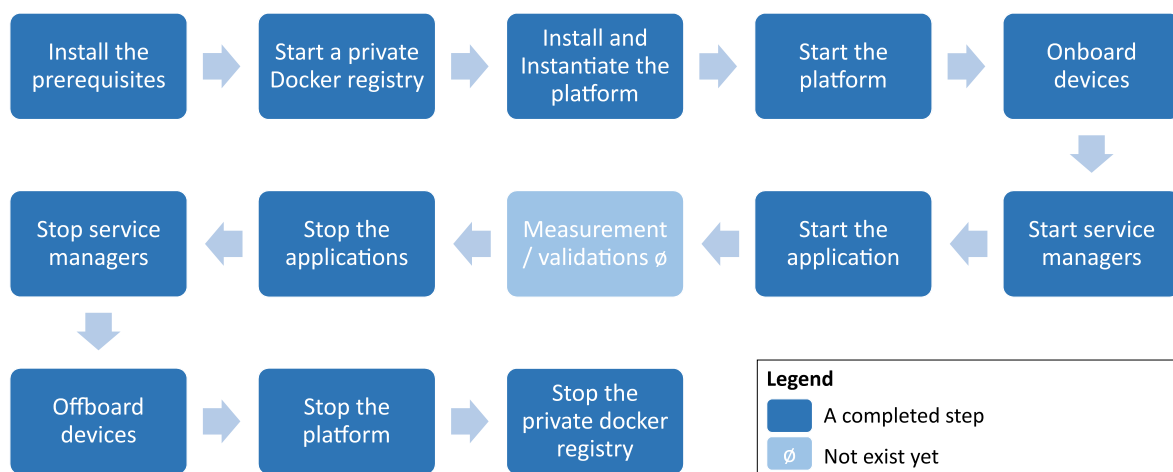 Install the
prerequisites
Start a private
Docker registry
Install and
Instantiate the
platform
Start the
platform
Onboard
devices
Start service
managers
Start the
application
Measurement
/ validations ø
Stop the
applications
Stop service
managers
Offboard
devices
Stop the
platform
Stop the
private docker
registry
Legend
A completed step
ø Not exist yet